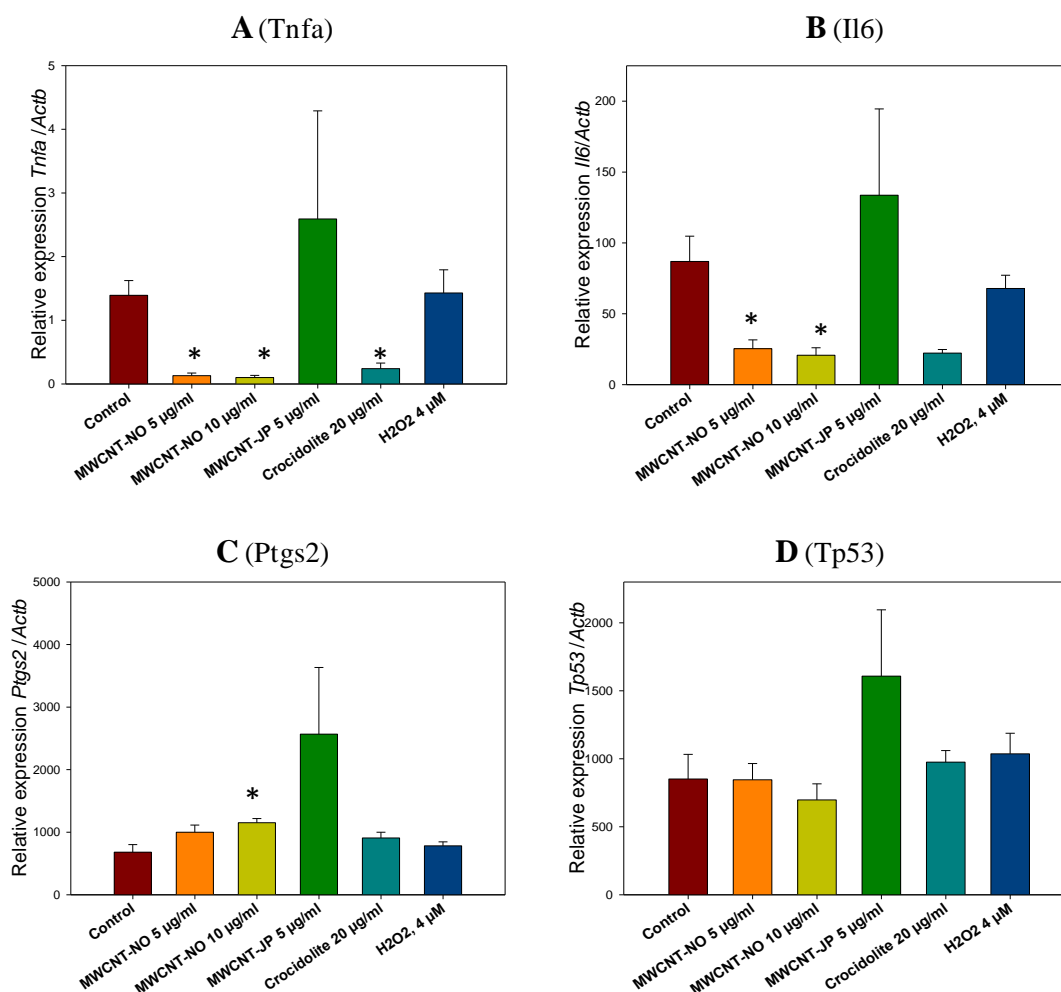 A (Tnfa)
Relative expression Tnfa/Actb
5
4
3
2
1
0
*
*
*
Control
MWCNT-NO 5 µg/ml
MWCNT-NO 10 µg/ml
MWCNT-JP 5 µg/ml
Crocidolite 20 µg/ml
H2O2, 4 µM
B (Il6)
Relative expression Il6/Actb
200
150
100
50
0
*
*
Control
MWCNT-NO 5 µg/ml
MWCNT-NO 10 µg/ml
MWCNT-JP 5 µg/ml
Crocidolite 20 µg/ml
H2O2, 4 µM
C (Ptgs2)
Relative expression Ptgs2/Actb
5000
4000
3000
2000
1000
0
*
Control
MWCNT-NO 5 µg/ml
MWCNT-NO 10 µg/ml
MWCNT-JP 5 µg/ml
Crocidolite 20 µg/ml
H2O2, 4 µM
D (Tp53)
Relative expression Tp53/Actb
2000
1500
1000
500
0
Control
MWCNT-NO 5 µg/ml
MWCNT-NO 10 µg/ml
MWCNT-JP 5 µg/ml
Crocidolite 20 µg/ml
H2O2 4 µM